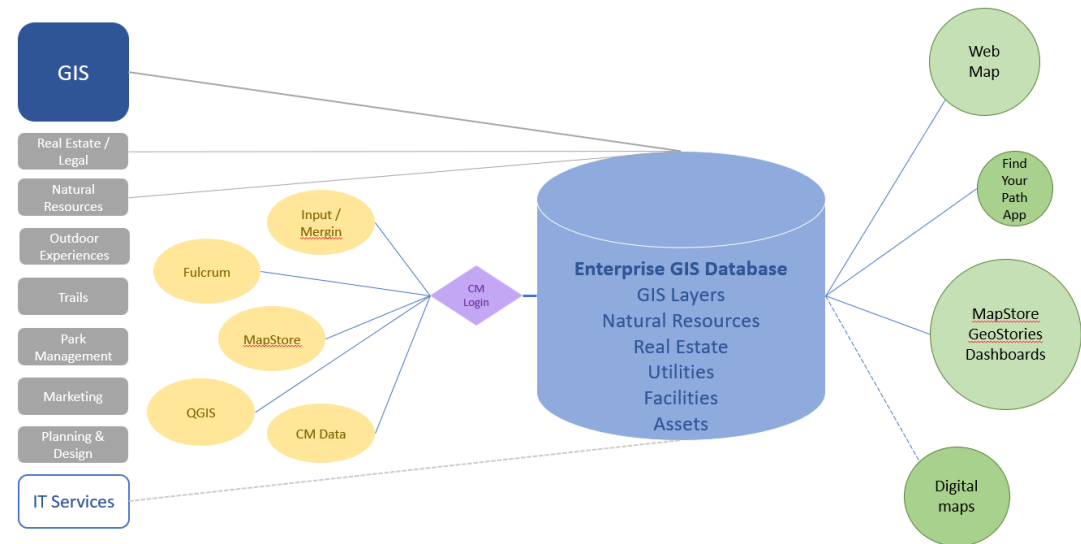 GIS
Real Estate /
Legal
Natural
Resources
Outdoor
Experiences
Trails
Park
Management
Marketing
Planning &
Design
IT Services
Input /
Mergin
Fulcrum
MapStore
QGIS
CM Data
CM
Login
Enterprise GIS Database
GIS Layers
Natural Resources
Real Estate
Utilities
Facilities
Assets
Web
Map
Find
Your
Path
App
MapStore
GeoStories
Dashboards
Digital
maps